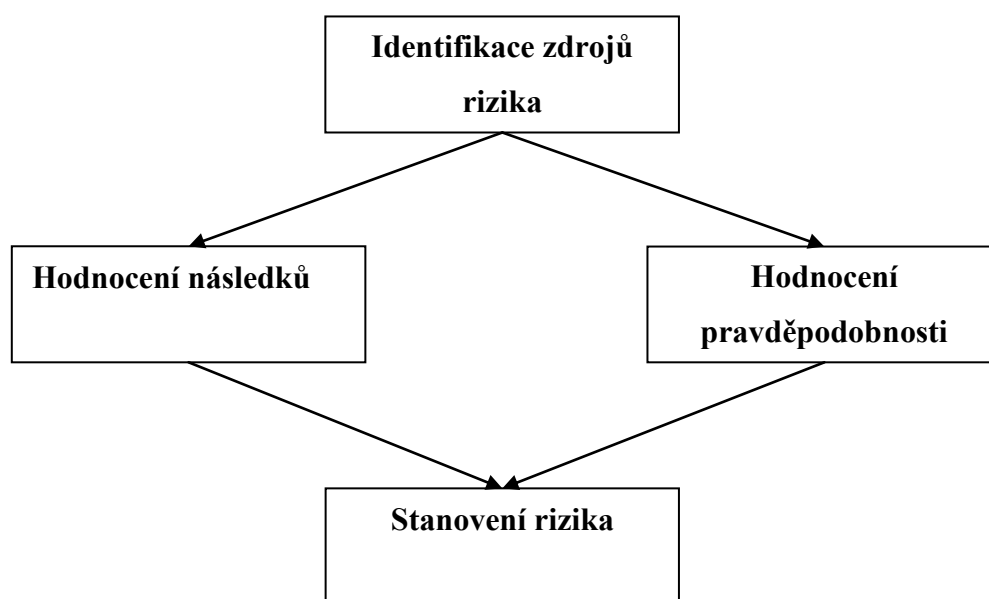 Identifikace zdrojů
rizika
Hodnocení následků
Hodnocení
pravděpodobnosti
Stanovení rizika